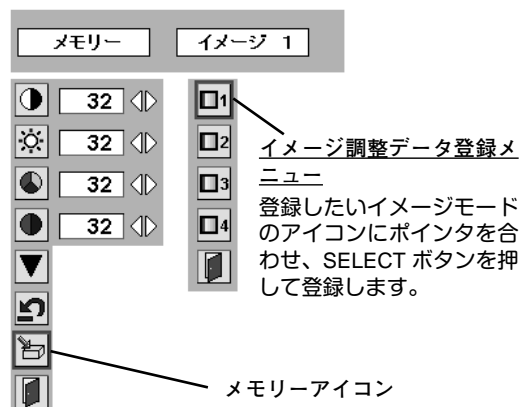 メモリー
イメージ 1
32
1
32
2
32
3
32
4
イメージ調整データ登録メ
ニュー
登録したいイメージモード
のアイコンにポインタを合
わせ、SELECT ボタンを押
して登録します。
メモリーアイコン